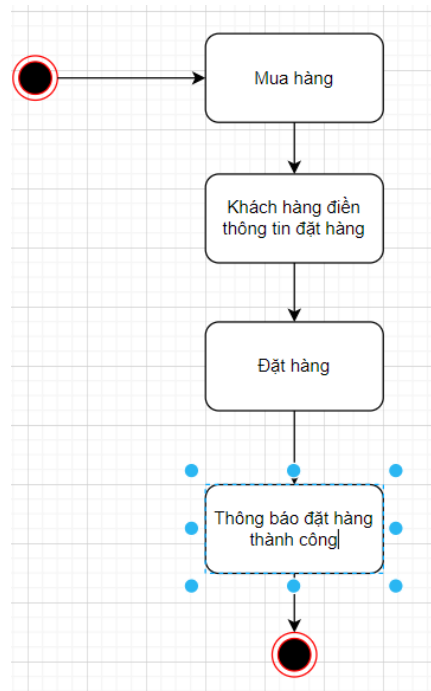 Mua hàng
Khách hàng điền
thông tin đặt hàng
Đặt hàng
Thông báo đặt hàng
thành công